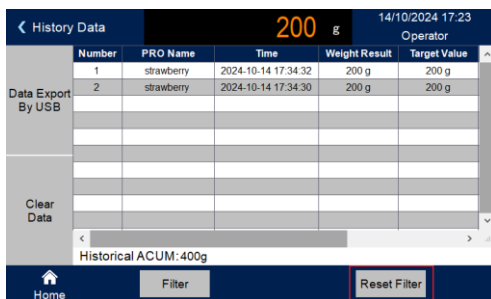 History Data
200 g
14/10/2024 17:23
Operator
Number PRO Name Time Weight Result Target Value
1 strawberry 2024-10-14 17:34:32 200 g 200 g
2 strawberry 2024-10-14 17:34:30 200 g 200 g
Data Export
By USB
Clear
Data
Historical ACUM:400g
Home
Filter
Reset Filter